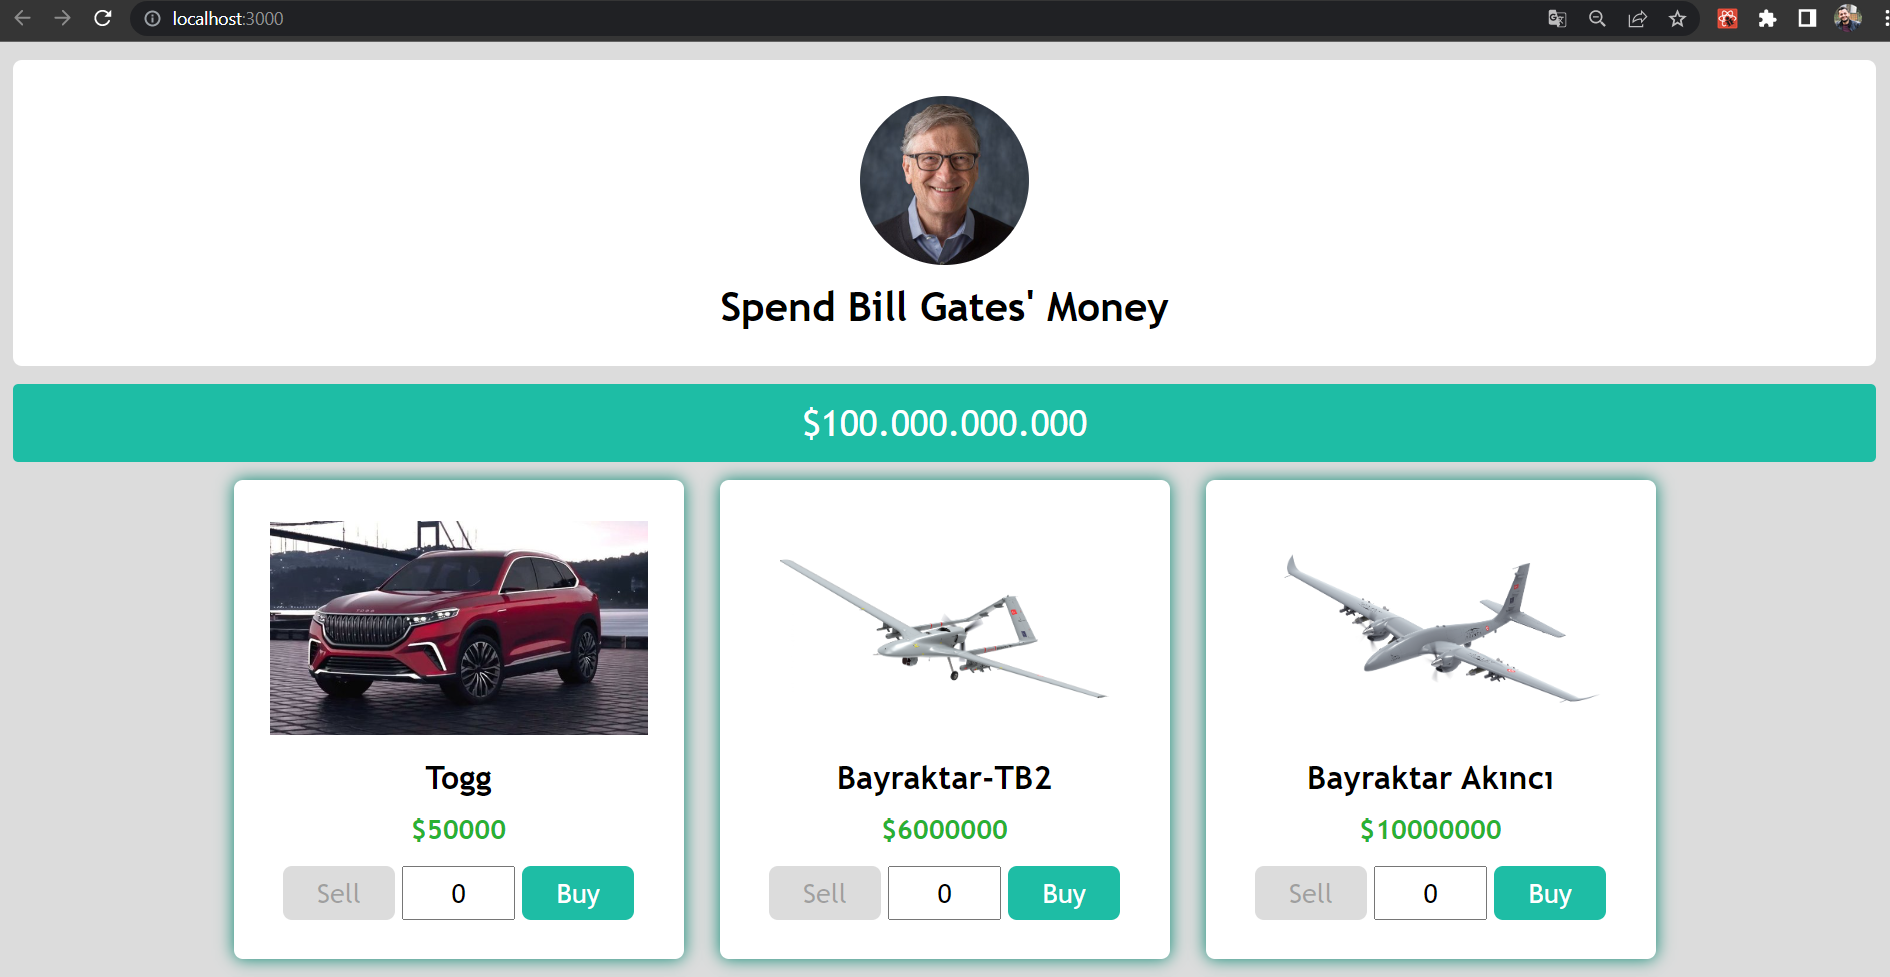 localhost:3000
Spend Bill Gates' Money
$100.000.000.000
Togg
$50000
Sell 0 Buy
Bayraktar-TB2
$6000000
Sell 0 Buy
Bayraktar Akıncı
$10000000
Sell 0 Buy